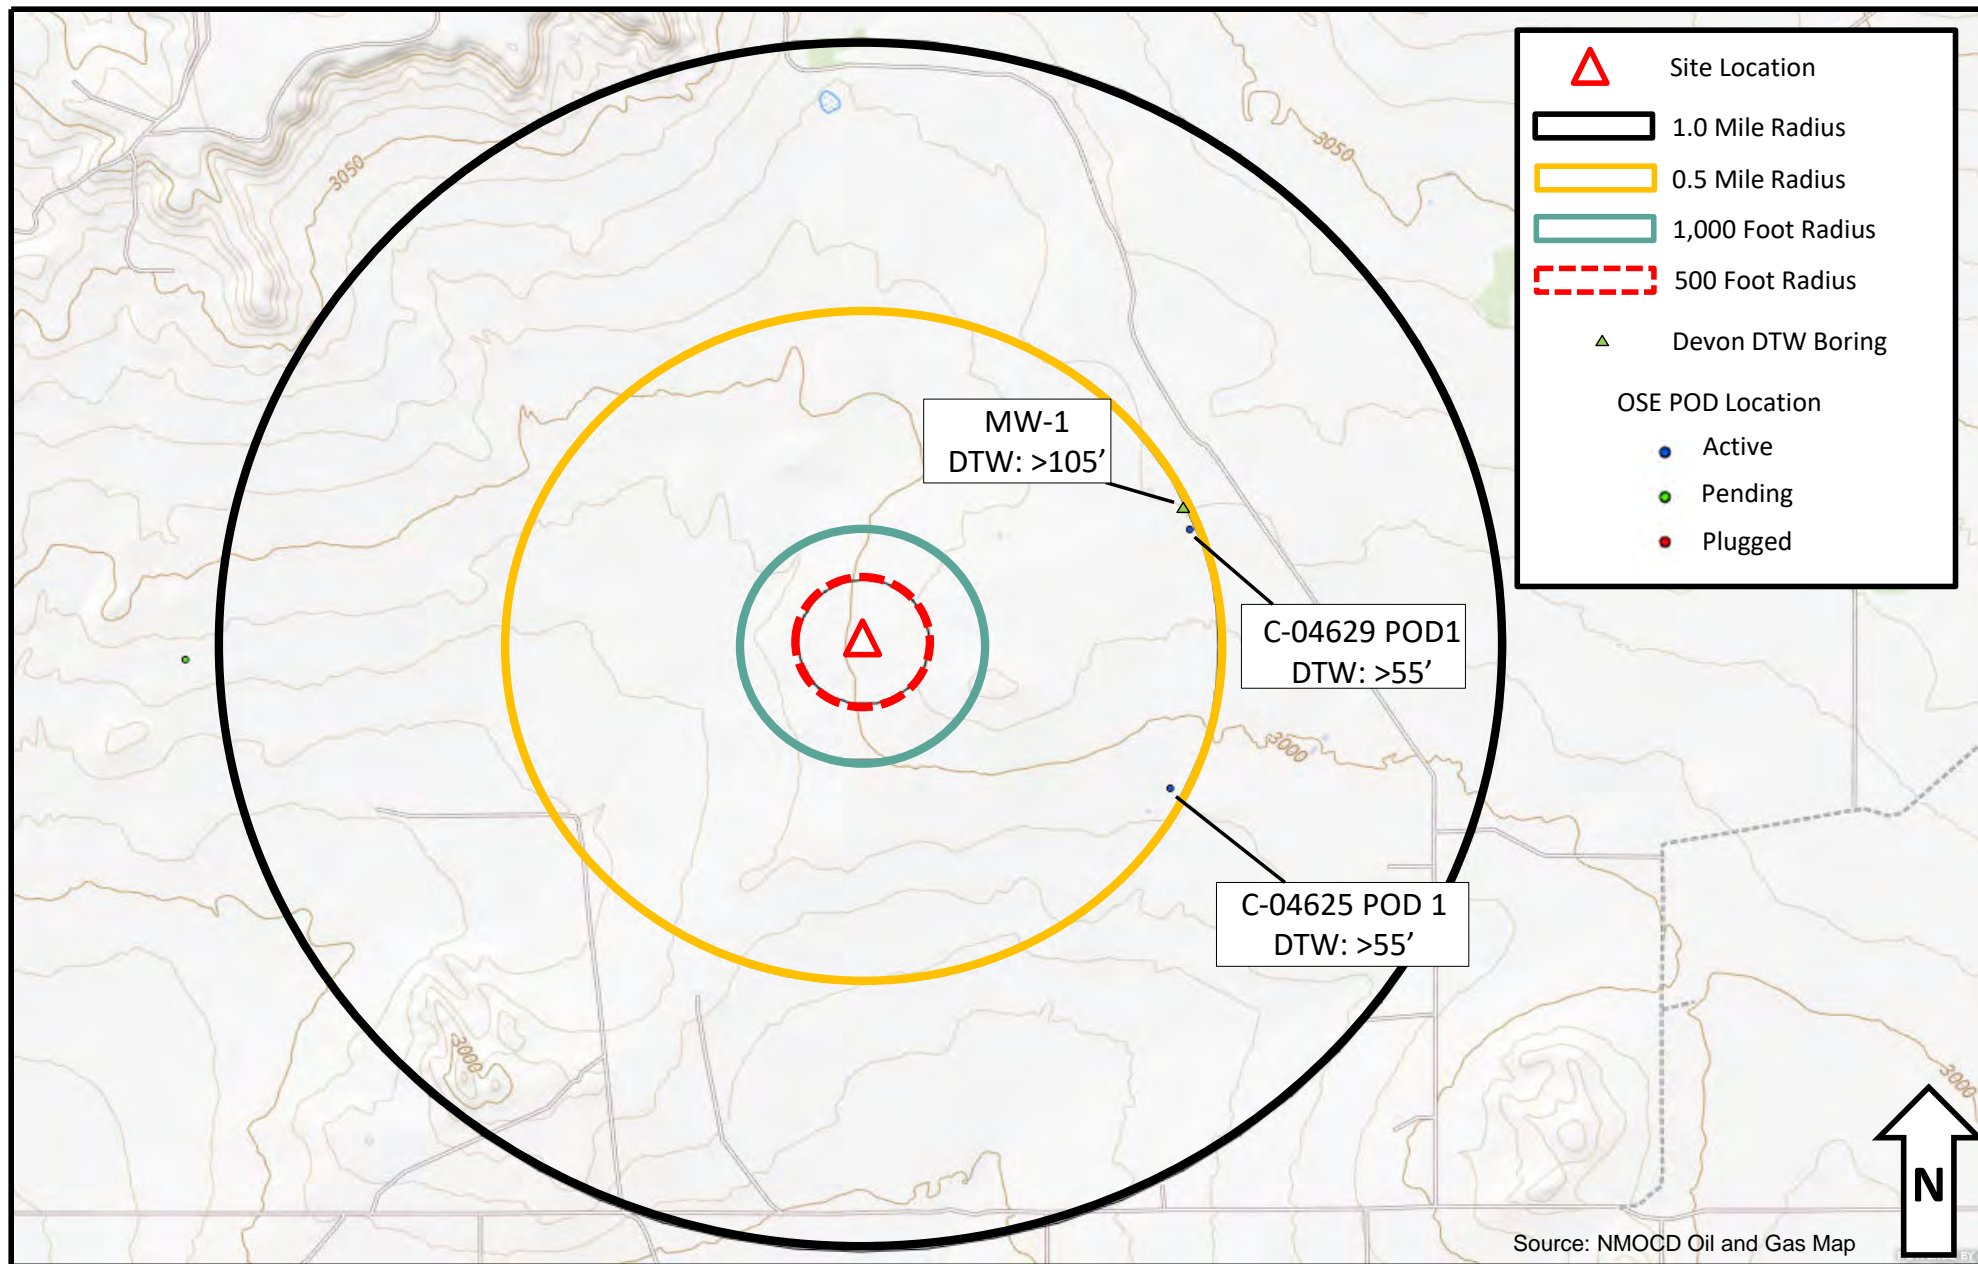 Site Location
1.0 Mile Radius
0.5 Mile Radius
1,000 Foot Radius
500 Foot Radius
Devon DTW Boring
OSE POD Location
Active
Pending
Plugged
3050
3050
MW-1
DTW: >105’
C-04629 POD1
DTW: >55’
3000
C-04625 POD 1
DTW: >55’
3000
3000
N
Source: NMOCD Oil and Gas Map
BY